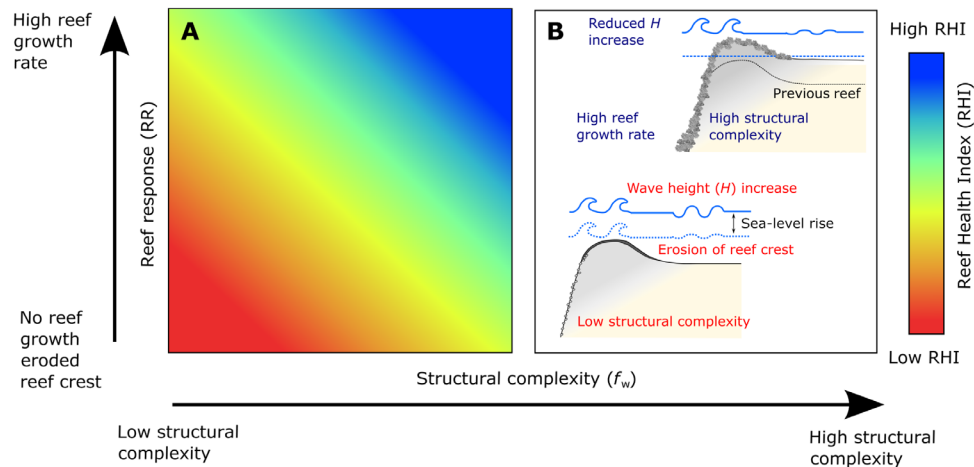 High reef
growth
rate
Reef response (RR)
No reef
growth
eroded
reef crest
A
B
Reduced H
increase
Previous reef
High reef
growth rate
High structural
complexity
Wave height (H) increase
Sea-level rise
Erosion of reef crest
Low structural complexity
High RHI
Reef Health Index (RHI)
Low RHI
Structural complexity (fw)
Low structural
complexity
High structural
complexity